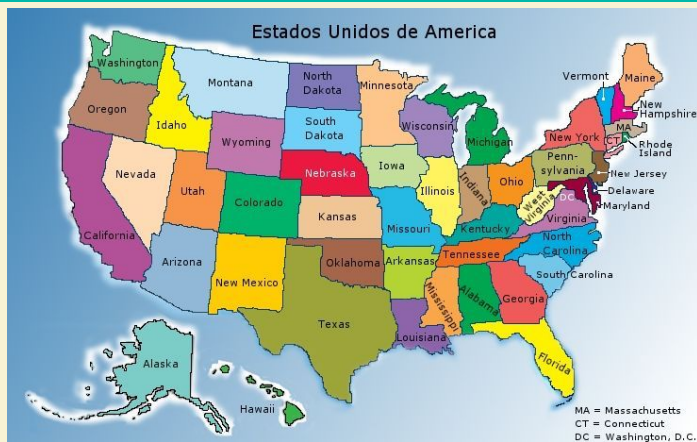 Estados Unidos de America
Washington
Montana
North
Dakota
Minnesota
Vermont
Maine
Oregon
Idaho
South
Dakota
Wisconsin
Michigan
New
Hampshire
New York
MA
CT
Rhode
Island
Wyoming
Nebraska
Iowa
Penn-
sylvania
New Jersey
Nevada
Utah
Colorado
Kansas
Illinois
Indiana
Ohio
West
Virginia
DC
Delaware
Maryland
California
Missouri
Kentucky
Virginia
Arizona
New Mexico
Oklahoma
Arkansas
Tennessee
North
Carolina
South Carolina
Texas
Louisiana
Mississippi
Alabama
Georgia
Florida
Alaska
Hawaii
MA = Massachusetts
CT = Connecticut
DC = Washington, D.C.